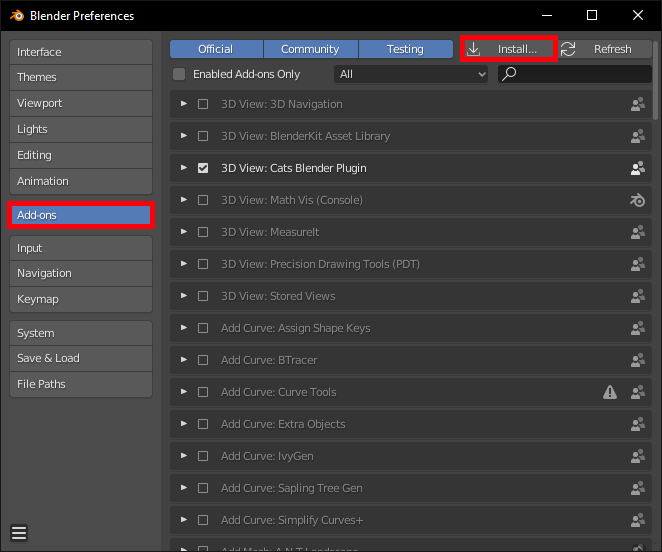 Blender Preferences
Interface
Themes
Viewport
Lights
Editing
Animation
Add-ons
Input
Navigation
Keymap
System
Save & Load
File Paths
Official Community Testing Install... Refresh
Enabled Add-ons Only All
3D View: 3D Navigation
3D View: BlenderKit Asset Library
3D View: Cats Blender Plugin
3D View: Math Vis (Console)
3D View: MeasureIt
3D View: Precision Drawing Tools (PDT)
3D View: Stored Views
Add Curve: Assign Shape Keys
Add Curve: BTracer
Add Curve: Curve Tools
Add Curve: Extra Objects
Add Curve: IvyGen
Add Curve: Sapling Tree Gen
Add Curve: Simplify Curves+
Add Mesh: A.N.T.Landscape